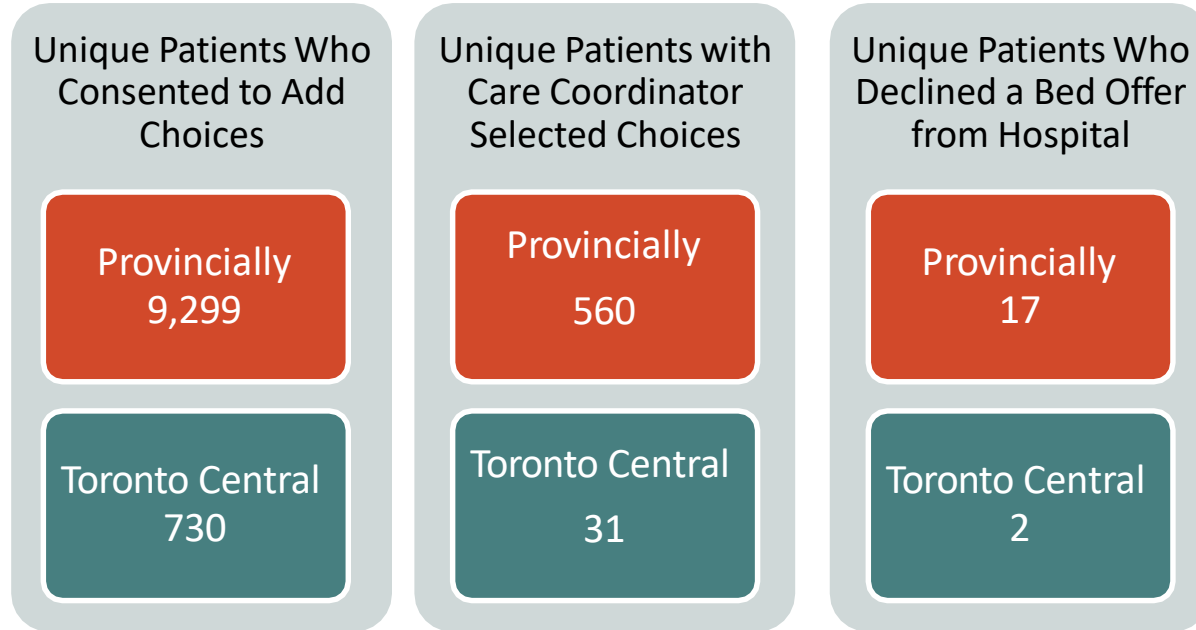 Unique Patients Who
Consented to Add
Choices
Provincially
9,299
Toronto Central
730
Unique Patients with
Care Coordinator
Selected Choices
Provincially
560
Toronto Central
31
Unique Patients Who
Declined a Bed Offer
from Hospital
Provincially
17
Toronto Central
2